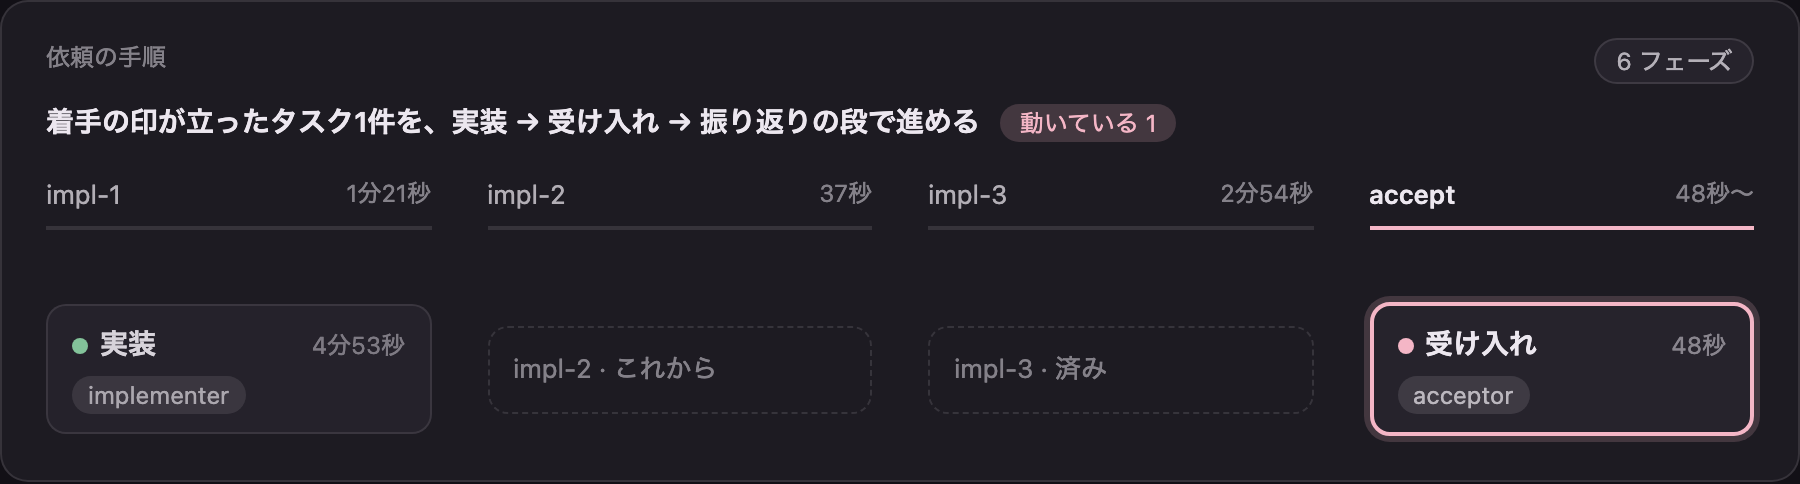 依頼の手順
6 フェーズ
着手の印が立ったタスク1件を、実装 → 受け入れ → 振り返りの段で進める 動いている 1
impl-1 1分21秒
impl-2 37秒
impl-3 2分54秒
accept 48秒〜
実装 4分53秒
implementer
impl-2 · これから
impl-3 · 済み
受け入れ 48秒
acceptor